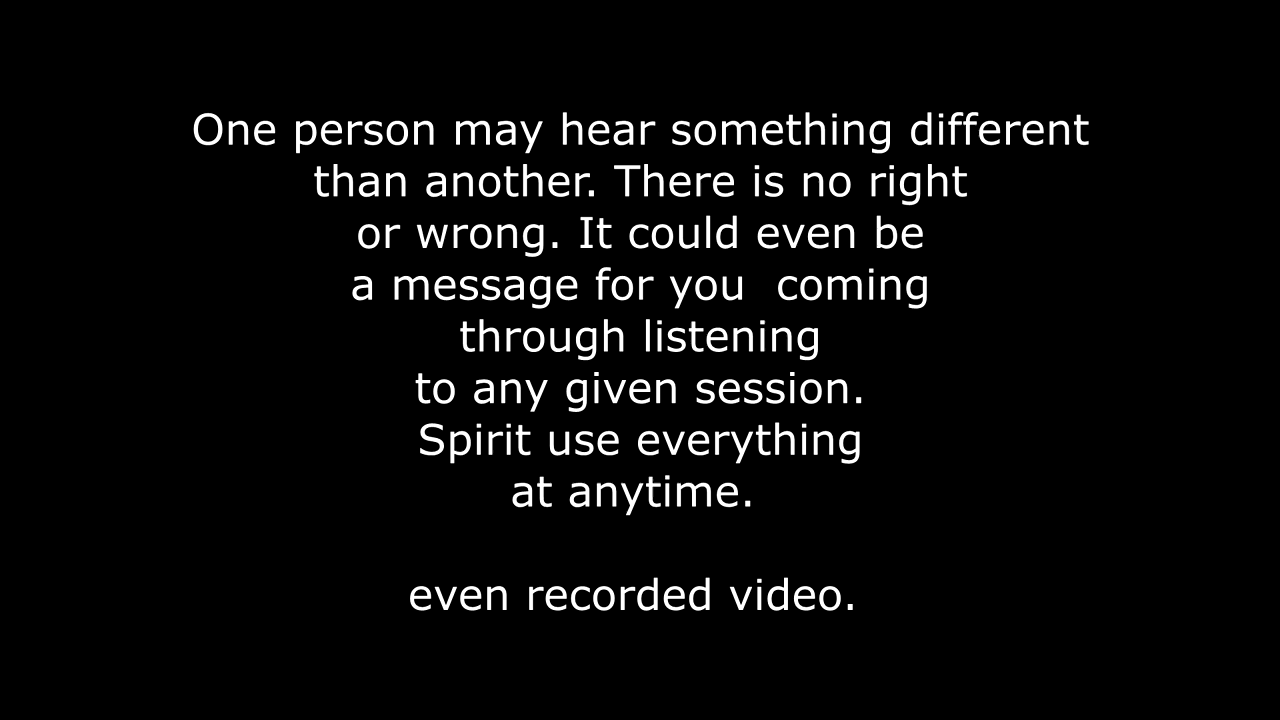 One person may hear something different
than another. There is no right
or wrong. It could even be
a message for you  coming
through listening
to any given session.
Spirit use everything
at anytime.
even recorded video.